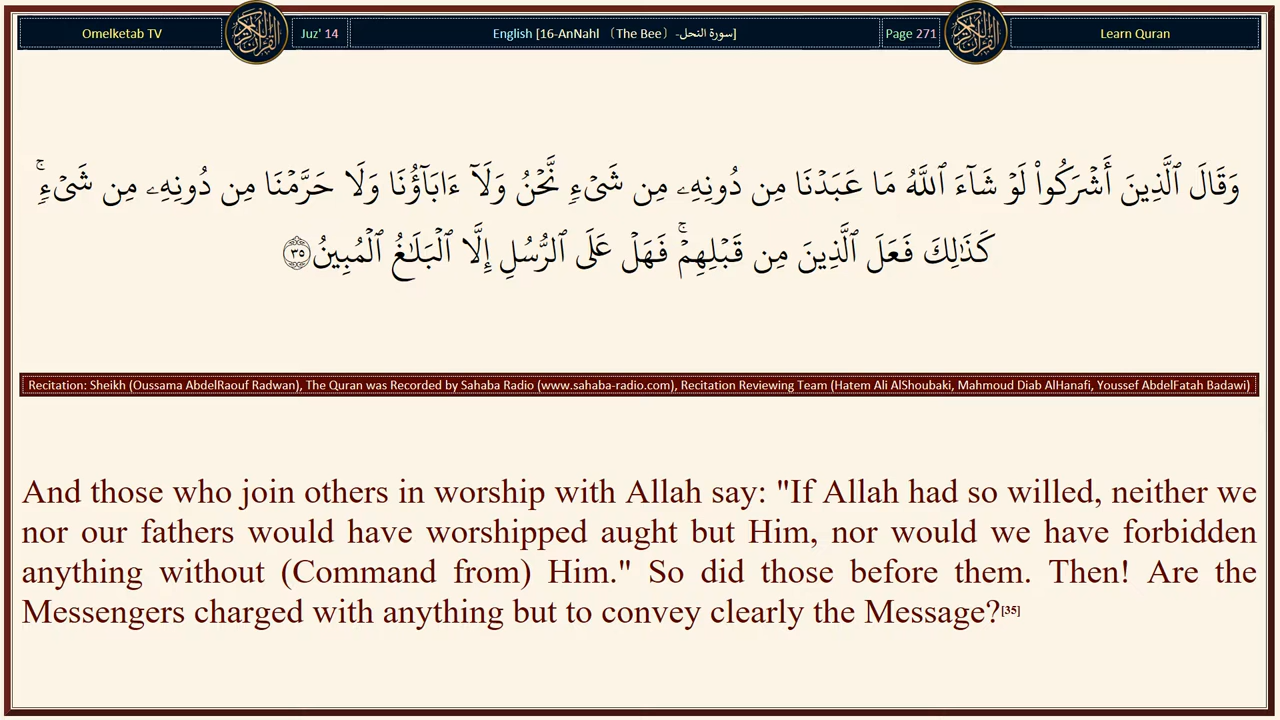 Omelketab TV
Juz' 14
English [16-AnNahl （The Bee） -سورة النحل]
Page 271
Learn Quran
وَقَالَ ٱلَّذِينَ أَشْرَكُوا۟ لَوْ شَآءَ ٱللَّهُ مَا عَبَدْنَا مِن دُونِهِۦ مِن شَىْءٍ نَّحْنُ وَلَآ ءَابَآؤُنَا وَلَا حَرَّمْنَا مِن دُونِهِۦ مِن شَىْءٍ ۚ
كَذَٰلِكَ فَعَلَ ٱلَّذِينَ مِن قَبْلِهِمْ ۚ فَهَلْ عَلَى ٱلرُّسُلِ إِلَّا ٱلْبَلَٰغُ ٱلْمُبِينُ ٣٥
Recitation: Sheikh (Oussama AbdelRaouf Radwan), The Quran was Recorded by Sahaba Radio (www.sahaba-radio.com), Recitation Reviewing Team (Hatem Ali AlShoubaki, Mahmoud Diab AlHanafi, Youssef AbdelFatah Badawi)
And those who join others in worship with Allah say: "If Allah had so willed, neither we
nor our fathers would have worshipped aught but Him, nor would we have forbidden
anything without (Command from) Him." So did those before them. Then! Are the
Messengers charged with anything but to convey clearly the Message?[35]